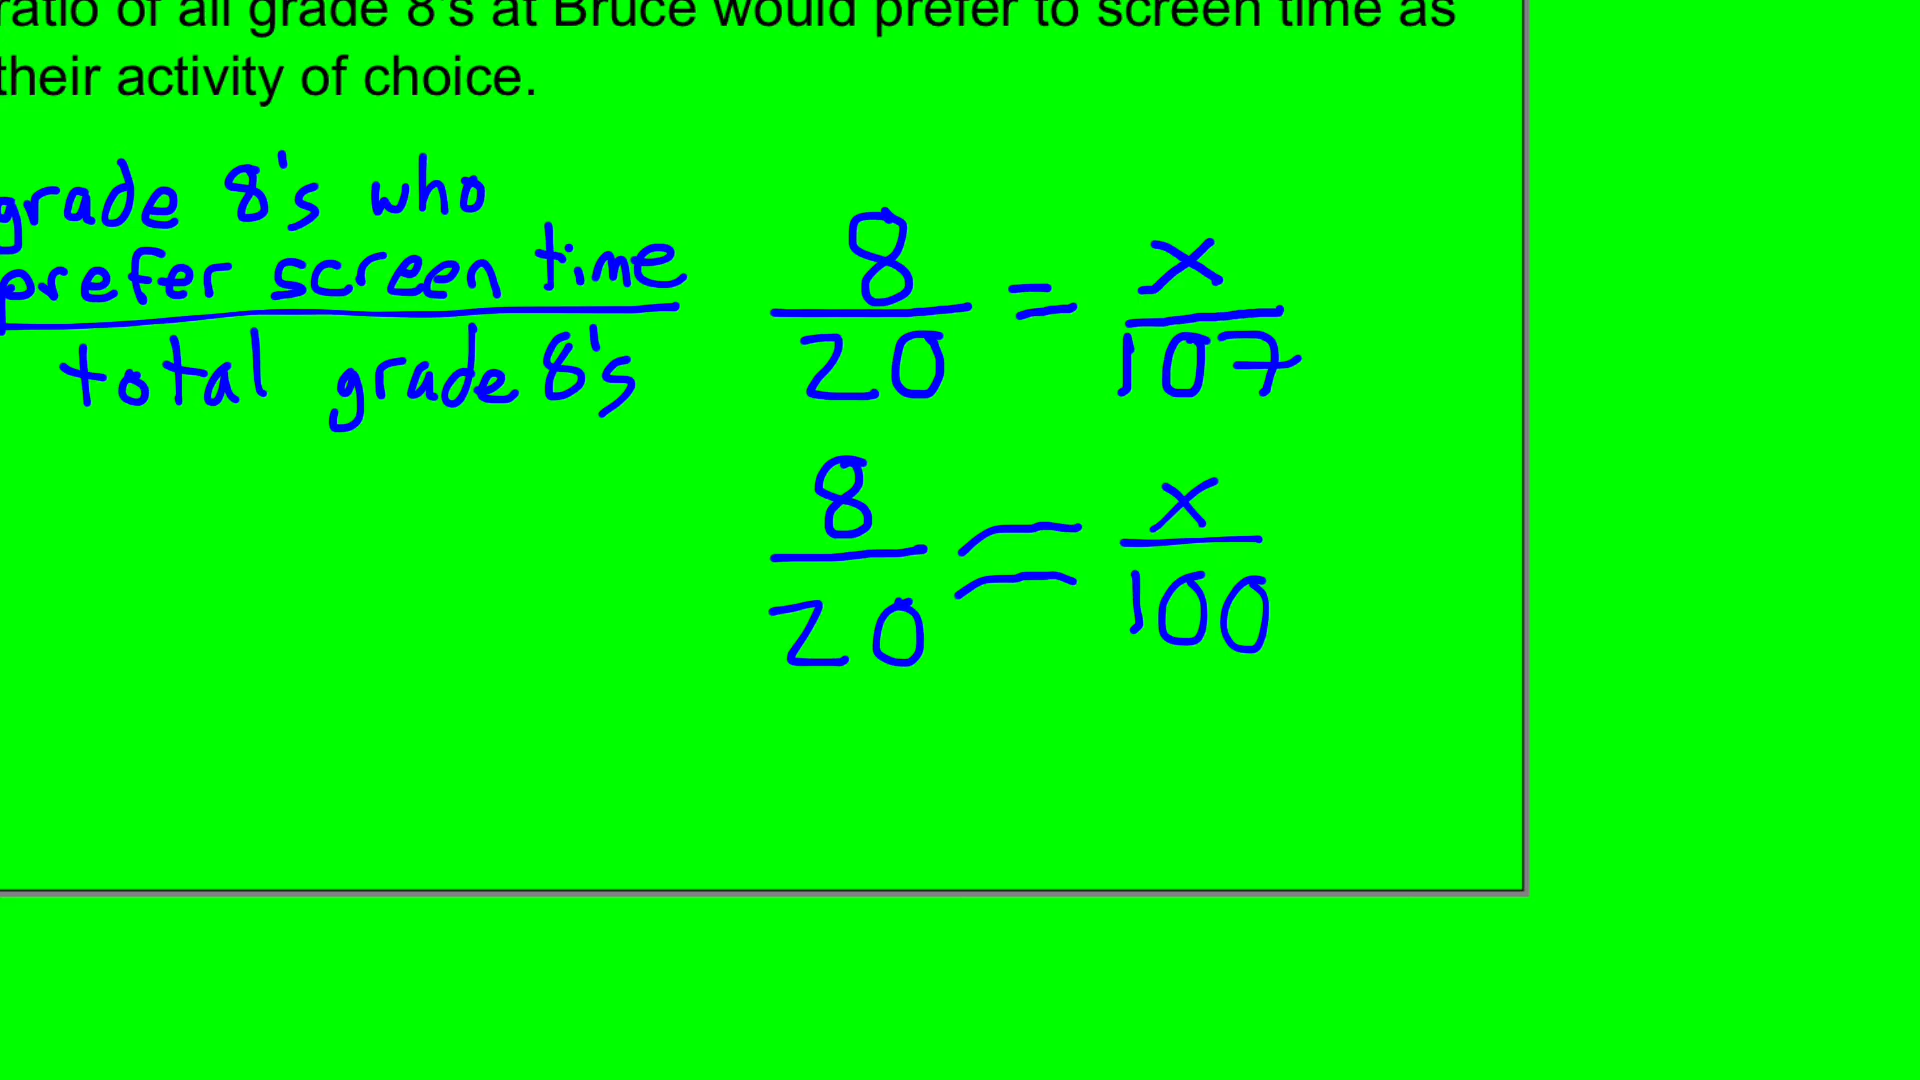 ratio of all grade 8's at Bruce would prefer to screen time as
their activity of choice.
grade 8's who
prefer screen time
total grade 8's
8/20 = x/107
8/20 = x/100